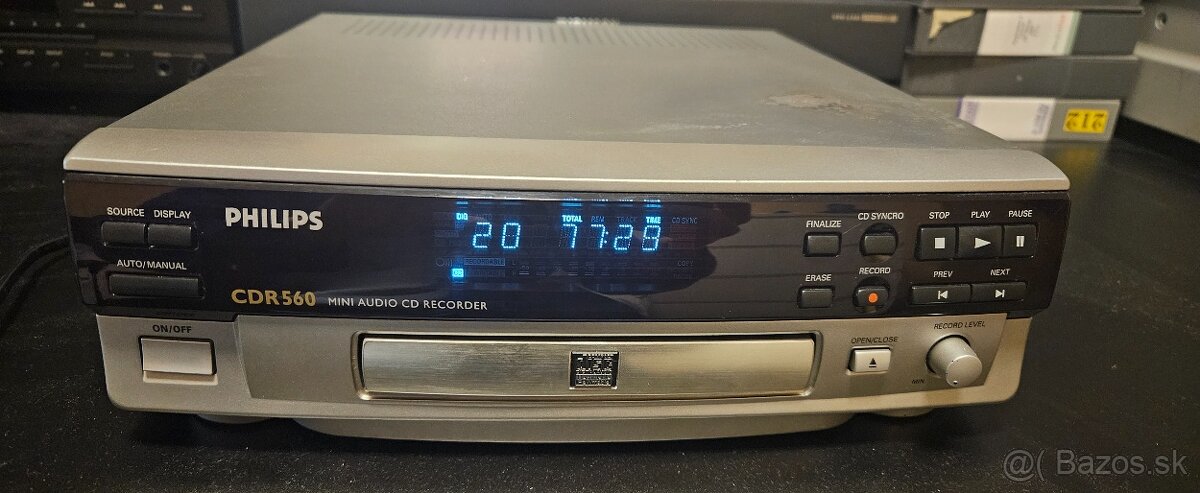 SOURCE DISPLAY
PHILIPS
AUTO/MANUAL
CDR560 MINI AUDIO CD RECORDER
ON/OFF
DIG TOTAL REM TRACK TIME CD SYNC
20 77:28
RECORDABLE COPY
FINALIZE CD SYNCRO STOP PLAY PAUSE
ERASE RECORD PREV NEXT
OPEN/CLOSE RECORD LEVEL
MIN
212
@( Bazos.sk